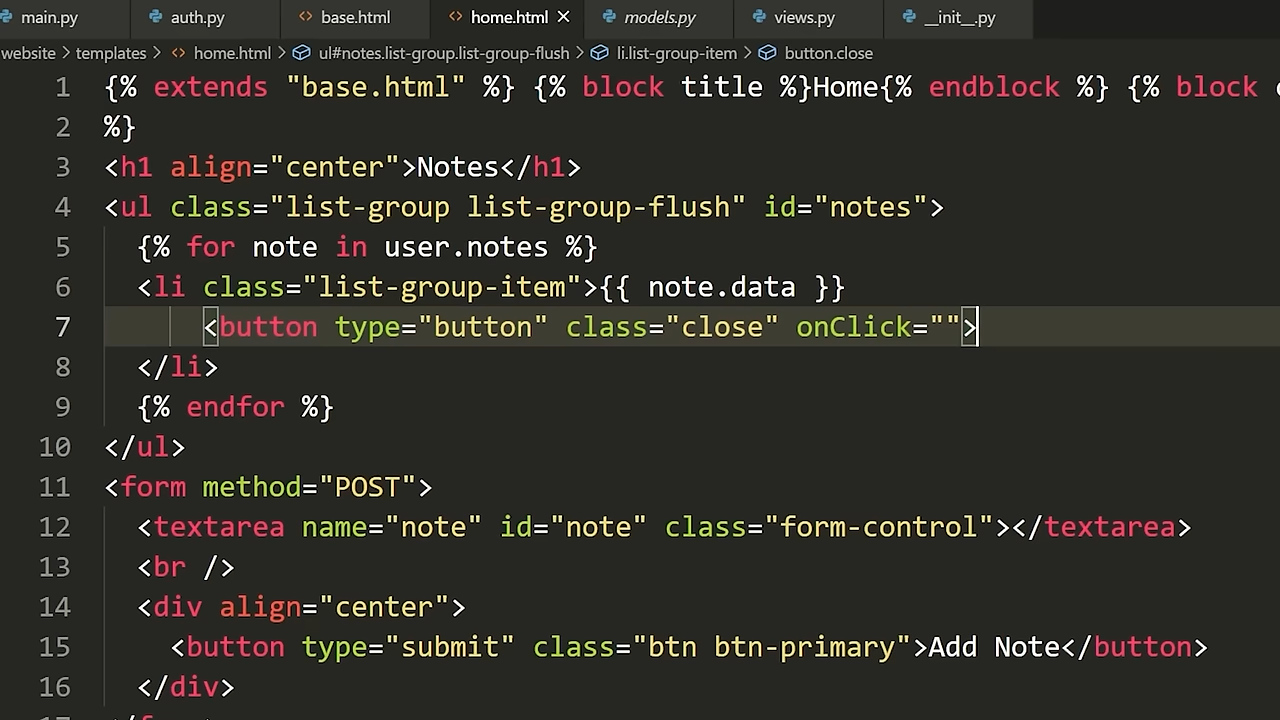 main.py auth.py base.html home.html models.py views.py __init__.py
website > templates > home.html > ul#notes.list-group.list-group-flush > li.list-group-item > button.close
1 {% extends "base.html" %} {% block title %}Home{% endblock %} {% block
2 %}
3 <h1 align="center">Notes</h1>
4 <ul class="list-group list-group-flush" id="notes">
5 {% for note in user.notes %}
6 <li class="list-group-item">{{ note.data }}
7 <button type="button" class="close" onClick="">
8 </li>
9 {% endfor %}
10 </ul>
11 <form method="POST">
12 <textarea name="note" id="note" class="form-control"></textarea>
13 <br />
14 <div align="center">
15 <button type="submit" class="btn btn-primary">Add Note</button>
16 </div>